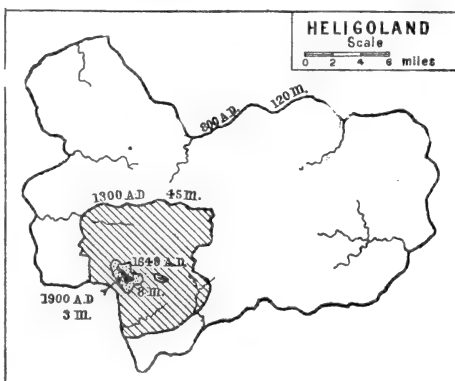 HELIGOLAND
Scale
0 2 4 6 miles
800 A.D. 120 m.
1300 A.D 45 m.
1649 A.D.
8 m.
1900 A.D
3 m.